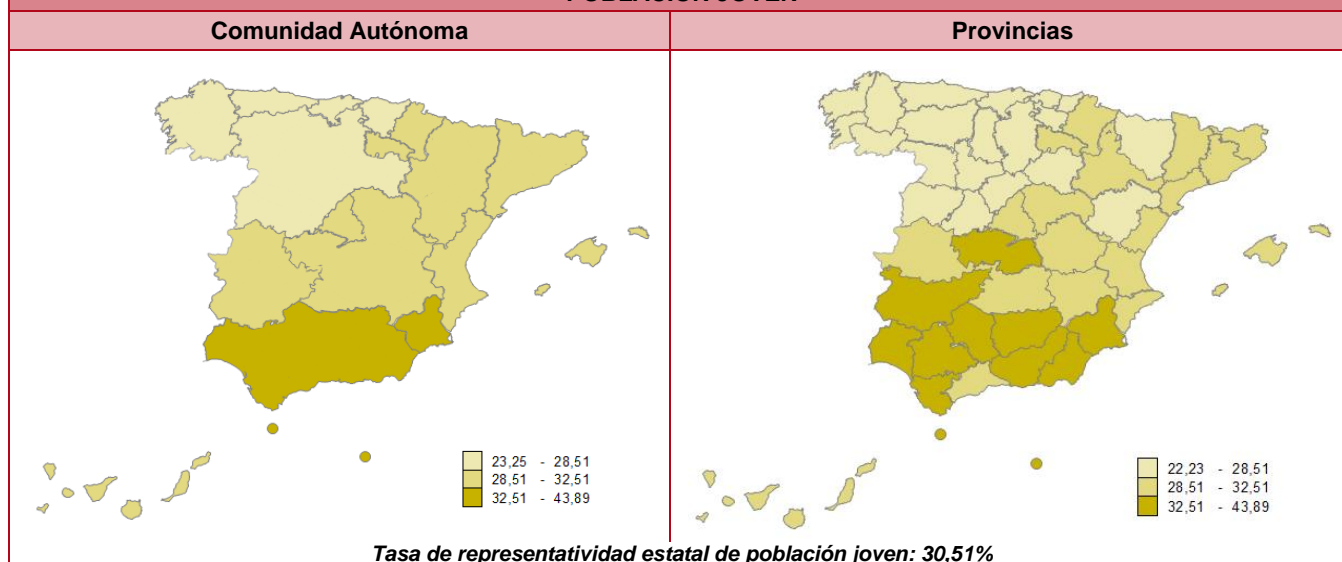 Comunidad Autónoma
Provincias
23,25 - 28,51
28,51 - 32,51
32,51 - 43,89
22,23 - 28,51
28,51 - 32,51
32,51 - 43,89
Tasa de representatividad estatal de población joven: 30,51%